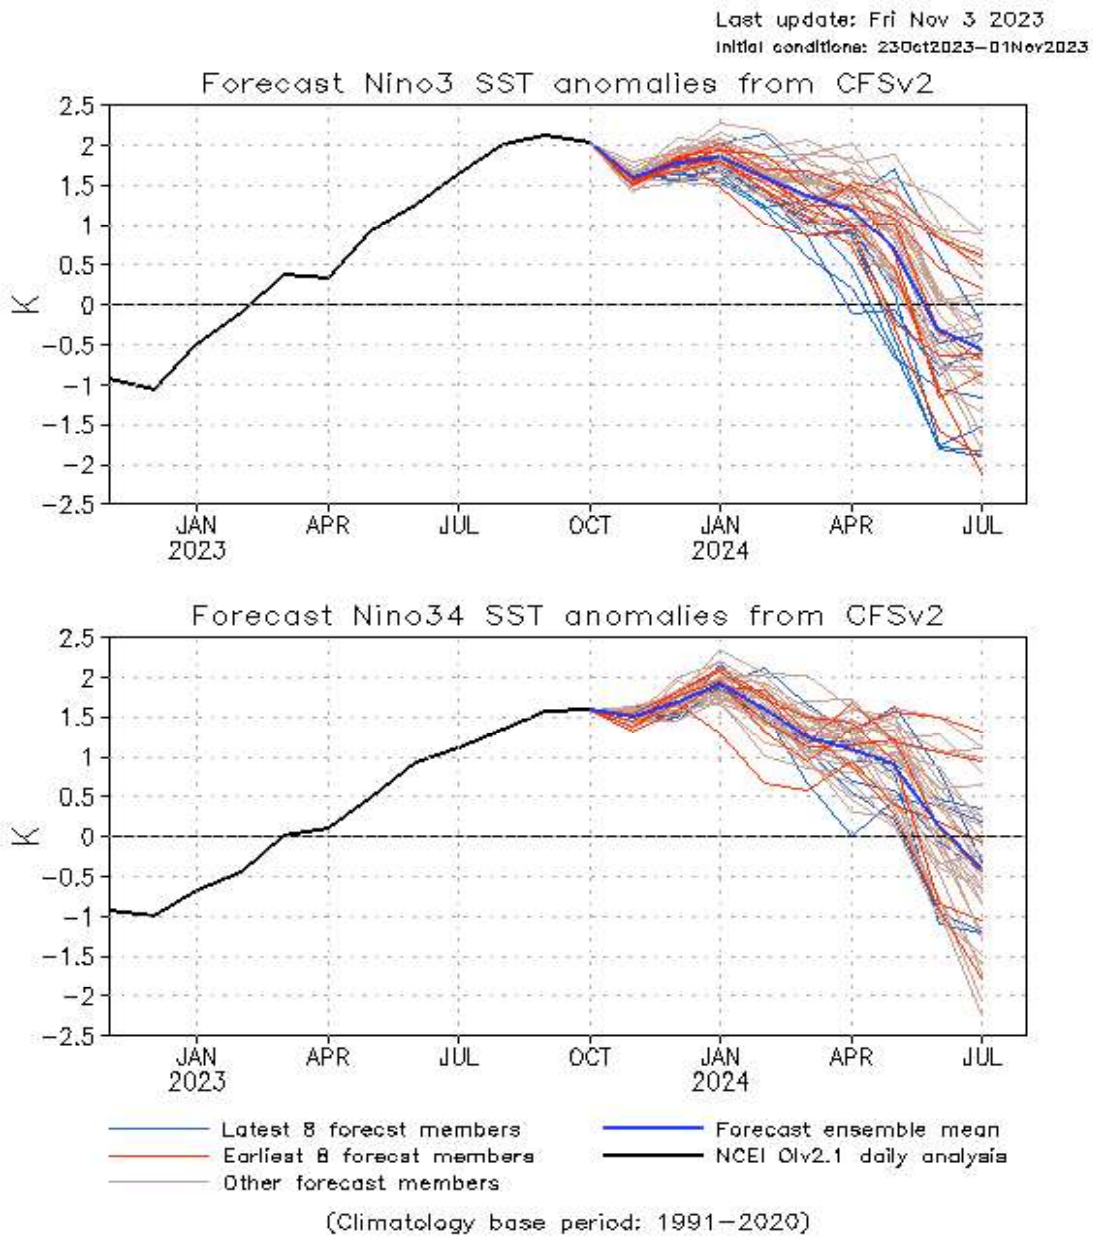 Last update: Fri Nov 3 2023
Initial conditions: 23Oct2023-01Nov2023
Forecast Nino3 SST anomalies from CFSv2
2.5
2
1.5
1
0.5
0
-0.5
-1
-1.5
-2
-2.5
K
JAN APR JUL OCT JAN APR JUL
2023 2024
Forecast Nino34 SST anomalies from CFSv2
2.5
2
1.5
1
0.5
0
-0.5
-1
-1.5
-2
-2.5
K
JAN APR JUL OCT JAN APR JUL
2023 2024
Latest 8 forecst members Forecast ensemble mean
Earliest 8 forecst members NCEI OIv2.1 daily analysis
Other forecast members
(Climatology base period: 1991-2020)